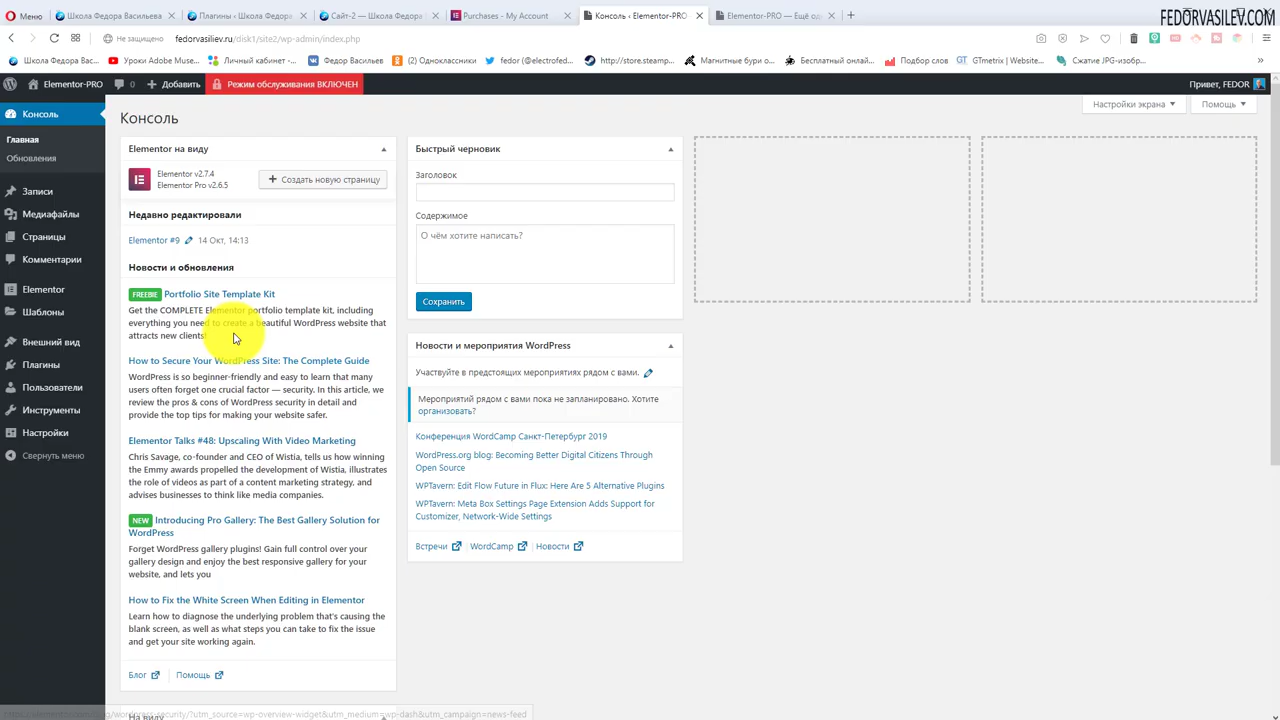 Меню
Школа Федора Васильева
Плагины ‹ Школа Федор
Сайт-2 — Школа Федора
Purchases - My Account
Консоль ‹ Elementor-PRO
Elementor-PRO — Ещё од
FEDORVASILEV.COM
Не защищено
fedorvasiliev.ru/disk1/site2/wp-admin/index.php
Школа Федора Васи...
Уроки Adobe Muse...
Личный кабинет -...
Федор Васильев
(2) Одноклассники
fedor (@electrofed...
http://store.steamp...
Магнитные бури о...
Бесплатный онлай...
Подбор слов
GTmetrix | Website...
Сжатие JPG-изобр...
Elementor-PRO
0
Добавить
Режим обслуживания ВКЛЮЧЕН
Привет, FEDOR
Настройки экрана
Помощь
Консоль
Главная
Обновления
Записи
Медиафайлы
Страницы
Комментарии
Elementor
Шаблоны
Внешний вид
Плагины
Пользователи
Инструменты
Настройки
Свернуть меню
Консоль
Elementor на виду
Elementor v2.7.4
Elementor Pro v2.6.5
Создать новую страницу
Недавно редактировали
Elementor #9 14 Окт, 14:13
Новости и обновления
FREEBIE Portfolio Site Template Kit
Get the COMPLETE Elementor portfolio template kit, including
everything you need to create a beautiful WordPress website that
attracts new clients!
How to Secure Your WordPress Site: The Complete Guide
WordPress is so beginner-friendly and easy to learn that many
users often forget one crucial factor — security. In this article, we
review the pros & cons of WordPress security in detail and
provide the top tips for making your website safer.
Elementor Talks #48: Upscaling With Video Marketing
Chris Savage, co-founder and CEO of Wistia, tells us how winning
the Emmy awards propelled the development of Wistia, illustrates
the role of videos as part of a content marketing strategy, and
advises businesses to think like media companies.
NEW Introducing Pro Gallery: The Best Gallery Solution for
WordPress
Forget WordPress gallery plugins! Gain full control over your
gallery design and enjoy the best responsive gallery for your
website, and lets you
How to Fix the White Screen When Editing in Elementor
Learn how to diagnose the underlying problem that's causing the
blank screen, as well as what steps you can take to fix the issue
and get your site working again.
Блог
Помощь
На виду
Быстрый черновик
Заголовок
Содержимое
О чём хотите написать?
Сохранить
Новости и мероприятия WordPress
Участвуйте в предстоящих мероприятиях рядом с вами.
Мероприятий рядом с вами пока не запланировано. Хотите
организовать?
Конференция WordCamp Санкт-Петербург 2019
WordPress.org blog: Becoming Better Digital Citizens Through
Open Source
WPTavern: Edit Flow Future in Flux: Here Are 5 Alternative Plugins
WPTavern: Meta Box Settings Page Extension Adds Support for
Customizer, Network-Wide Settings
Встречи
WordCamp
Новости